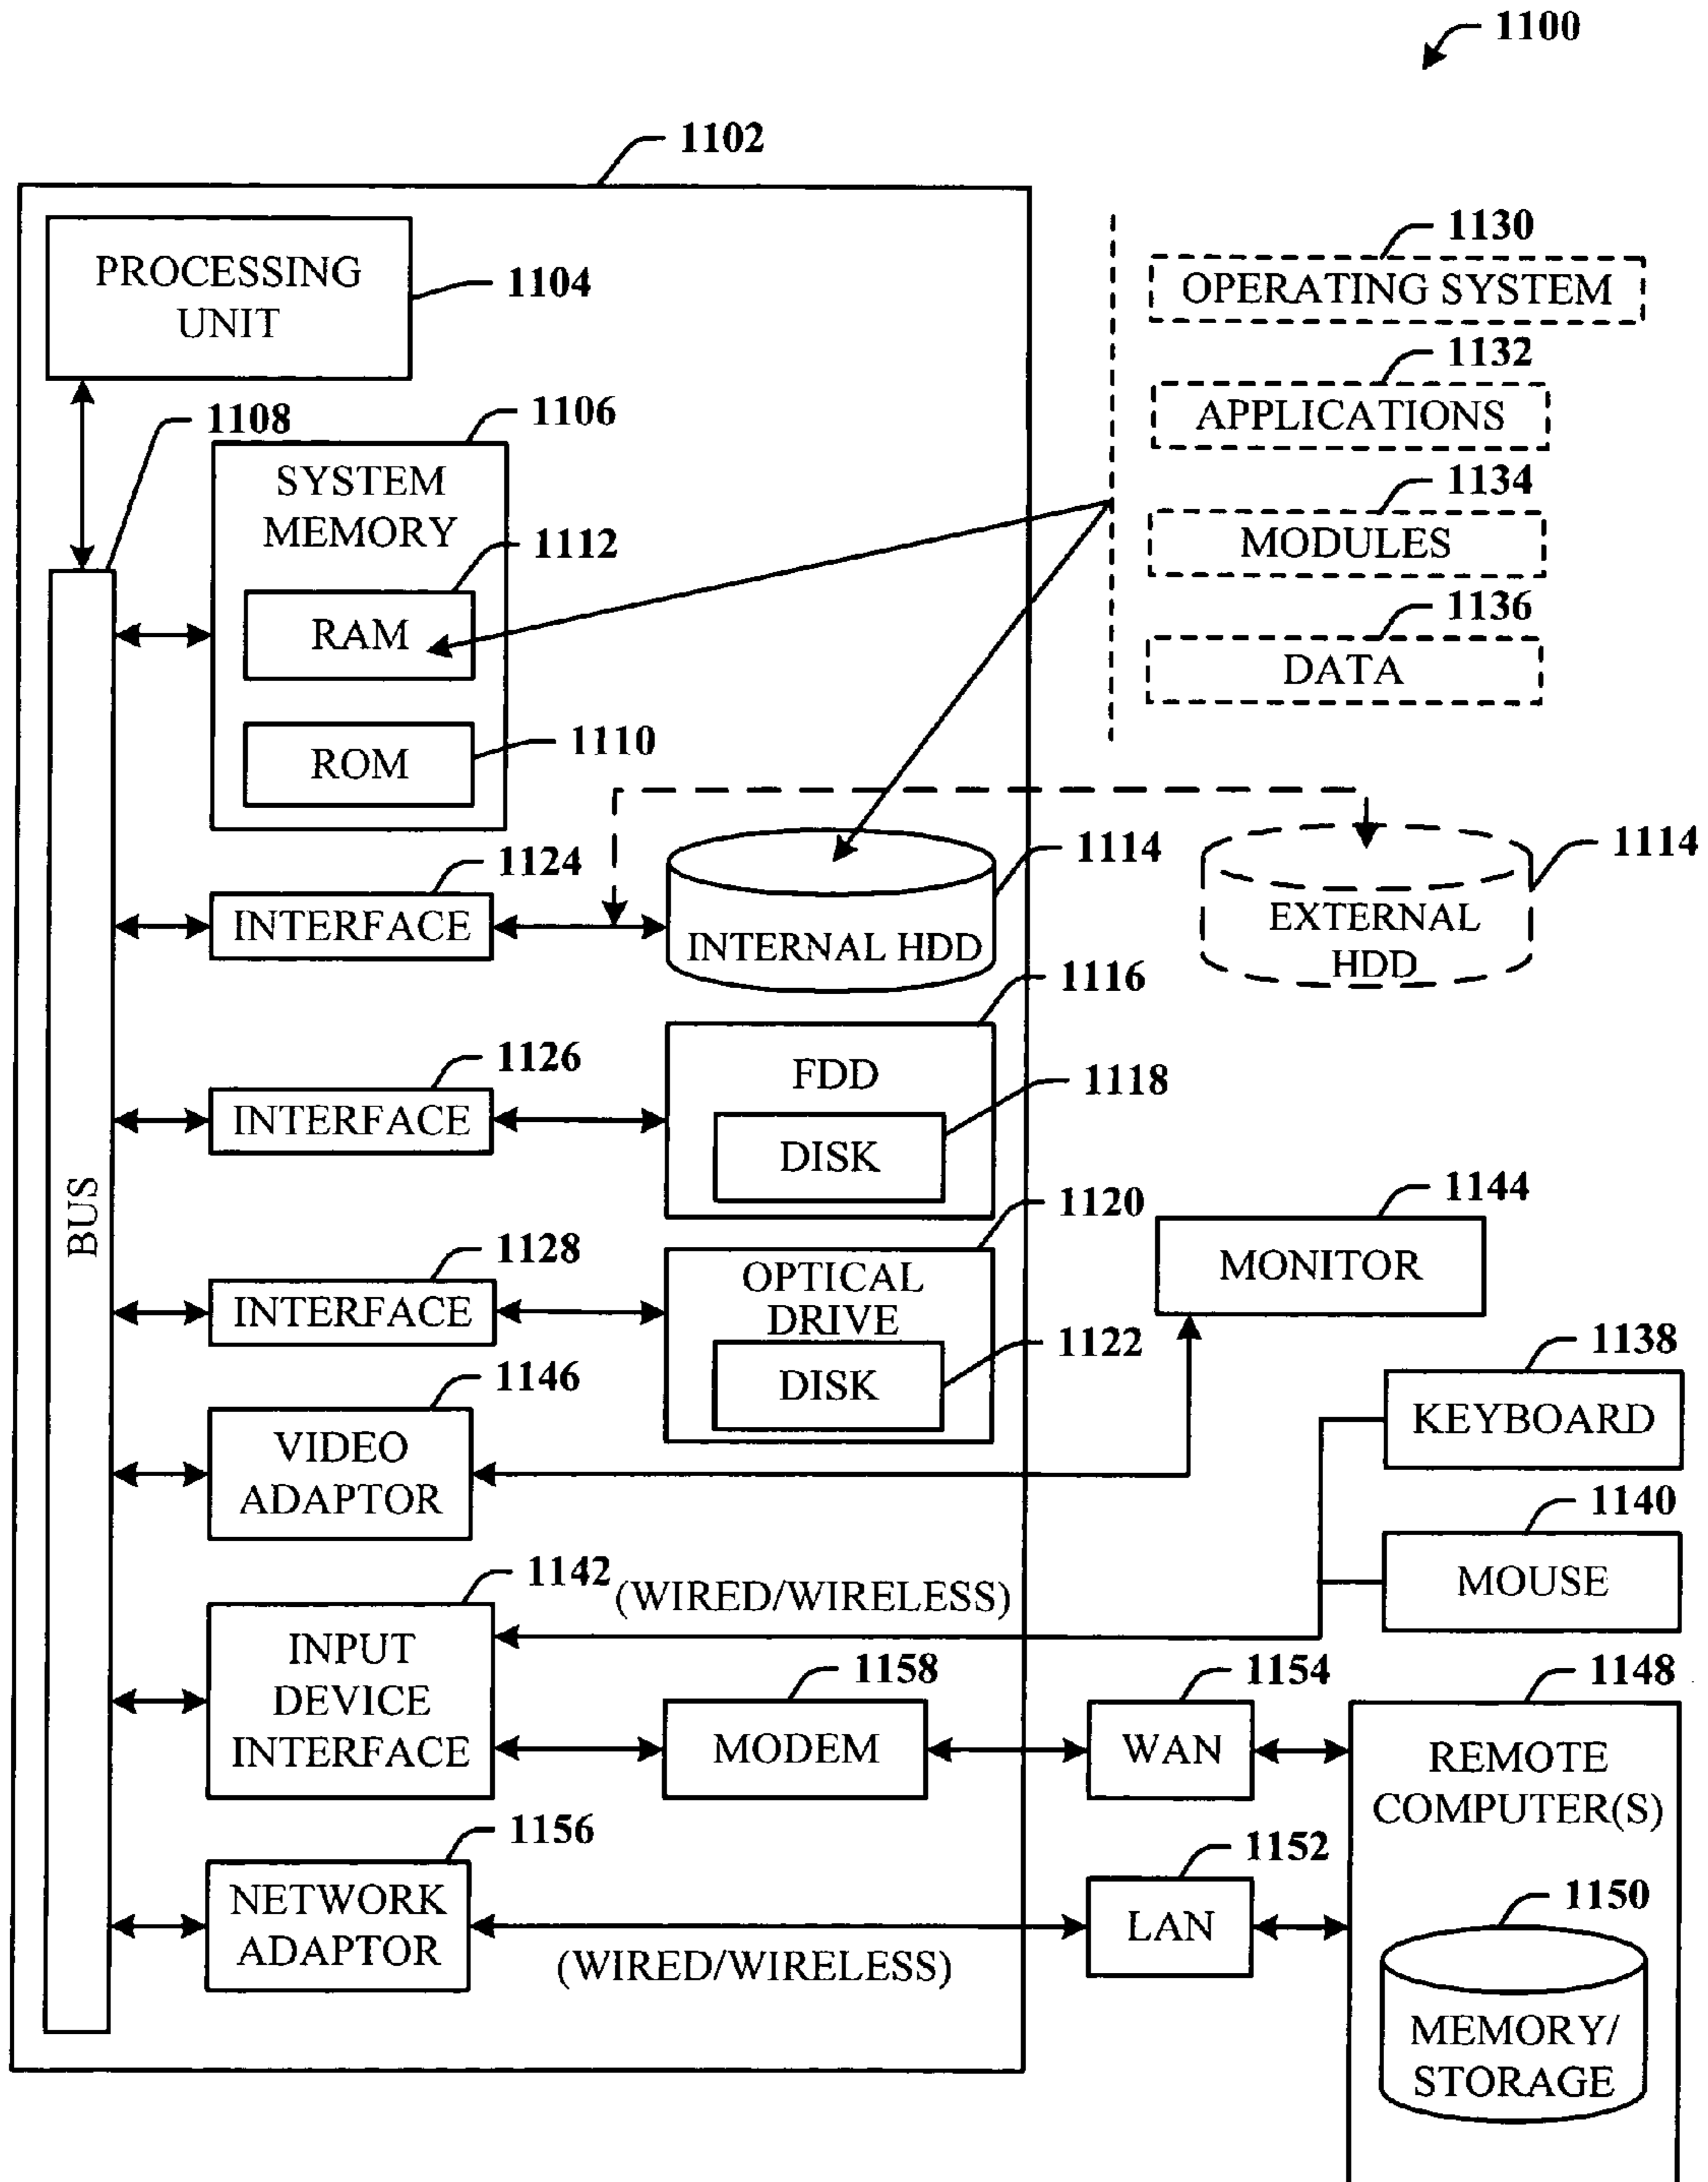 1100
1102
PROCESSING
UNIT
1104
1130
OPERATING SYSTEM
1132
APPLICATIONS
1108
1106
SYSTEM
MEMORY
1134
MODULES
1112
RAM
1136
DATA
1110
ROM
1124
INTERFACE
1114
INTERNAL HDD
1114
EXTERNAL
HDD
1116
FDD
1126
INTERFACE
1118
DISK
BUS
1120
OPTICAL
DRIVE
1144
MONITOR
1128
INTERFACE
1122
DISK
1138
KEYBOARD
1146
VIDEO
ADAPTOR
1140
MOUSE
1142
(WIRED/WIRELESS)
INPUT
DEVICE
INTERFACE
1158
MODEM
1154
WAN
1148
REMOTE
COMPUTER(S)
1156
NETWORK
ADAPTOR
(WIRED/WIRELESS)
1152
LAN
1150
MEMORY/
STORAGE